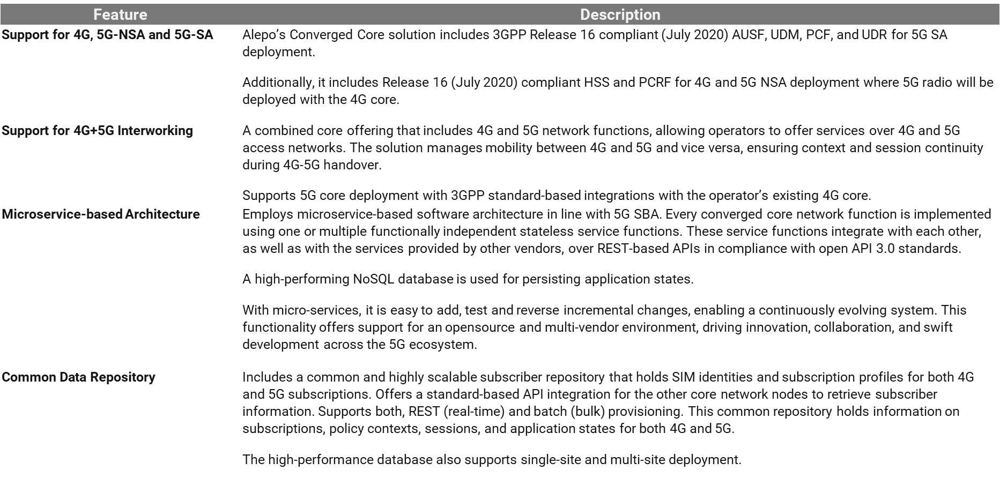 Feature Description
Support for 4G, 5G-NSA and 5G-SA Alepo’s Converged Core solution includes 3GPP Release 16 compliant (July 2020) AUSF, UDM, PCF, and UDR for 5G SA
deployment.
Additionally, it includes Release 16 (July 2020) compliant HSS and PCRF for 4G and 5G NSA deployment where 5G radio will be
deployed with the 4G core.
Support for 4G+5G Interworking A combined core offering that includes 4G and 5G network functions, allowing operators to offer services over 4G and 5G
access networks. The solution manages mobility between 4G and 5G and vice versa, ensuring context and session continuity
during 4G-5G handover.
Supports 5G core deployment with 3GPP standard-based integrations with the operator’s existing 4G core.
Microservice-based Architecture Employs microservice-based software architecture in line with 5G SBA. Every converged core network function is implemented
using one or multiple functionally independent stateless service functions. These service functions integrate with each other,
as well as with the services provided by other vendors, over REST-based APIs in compliance with open API 3.0 standards.
A high-performing NoSQL database is used for persisting application states.
With micro-services, it is easy to add, test and reverse incremental changes, enabling a continuously evolving system. This
functionality offers support for an opensource and multi-vendor environment, driving innovation, collaboration, and swift
development across the 5G ecosystem.
Common Data Repository Includes a common and highly scalable subscriber repository that holds SIM identities and subscription profiles for both 4G
and 5G subscriptions. Offers a standard-based API integration for the other core network nodes to retrieve subscriber
information. Supports both, REST (real-time) and batch (bulk) provisioning. This common repository holds information on
subscriptions, policy contexts, sessions, and application states for both 4G and 5G.
The high-performance database also supports single-site and multi-site deployment.